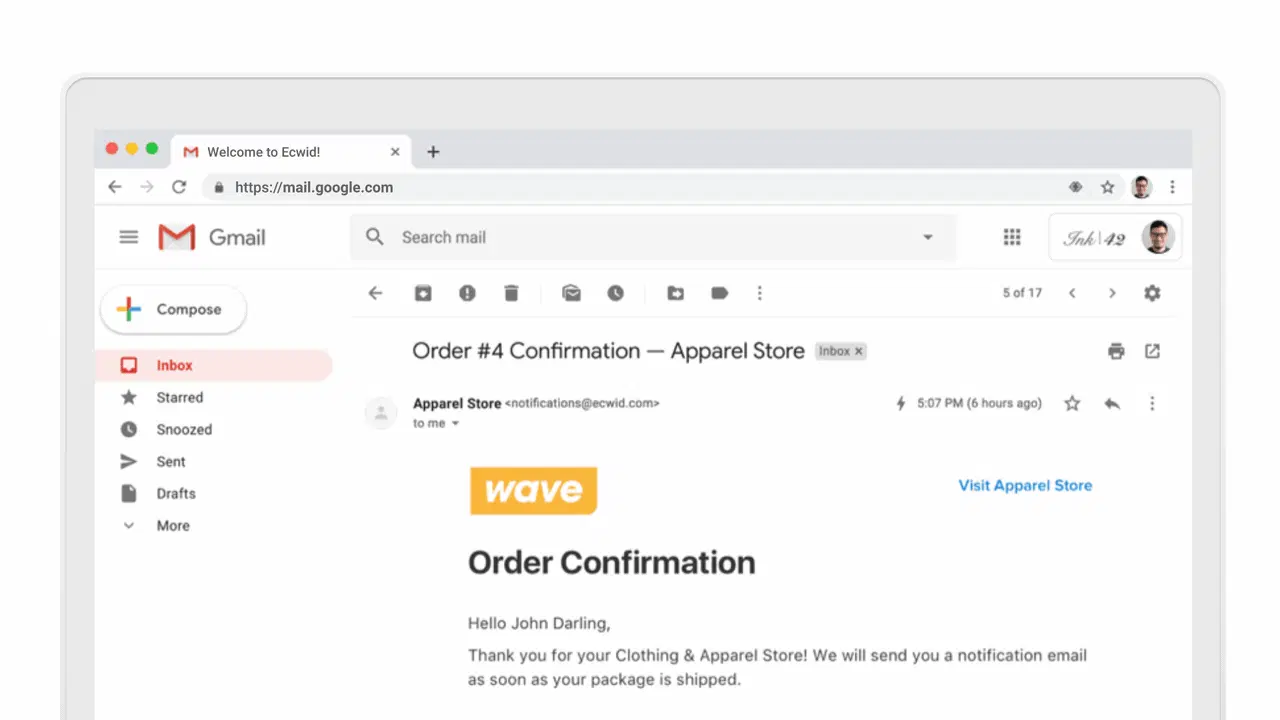 Welcome to Ecwid!
https://mail.google.com
Gmail
Search mail
Ink|42
Compose
5 of 17
Order #4 Confirmation — Apparel Store Inbox ×
Inbox
Apparel Store <notifications@ecwid.com> 5:07 PM (6 hours ago)
Starred
to me
Snoozed
Sent
wave
Visit Apparel Store
Drafts
More
Order Confirmation
Hello John Darling,
Thank you for your Clothing & Apparel Store! We will send you a notification email
as soon as your package is shipped.